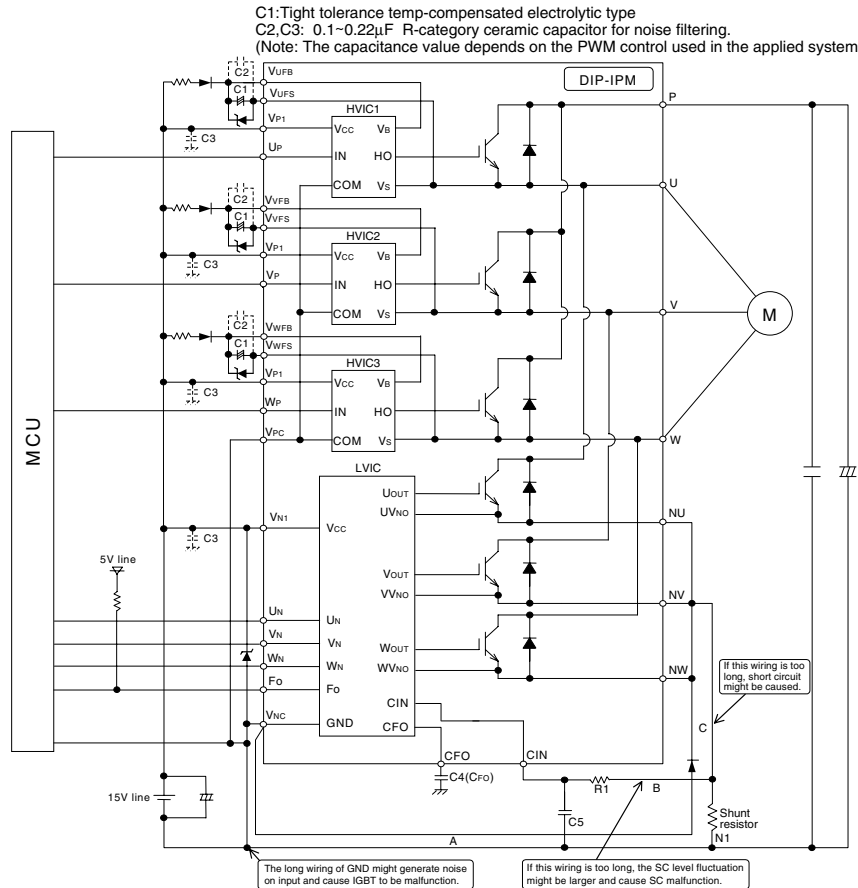 C1:Tight tolerance temp-compensated electrolytic type
C2,C3: 0.1~0.22μF R-category ceramic capacitor for noise filtering.
(Note: The capacitance value depends on the PWM control used in the applied system
DIP-IPM
C2
VUFB
C1
VUFS
VP1
C3
UP
HVIC1
VCC
VB
IN
HO
COM
VS
P
U
C2
VVFB
C1
VVFS
VP1
C3
VP
HVIC2
VCC
VB
IN
HO
COM
VS
V
M
C2
VWFB
C1
VWFS
VP1
C3
WP
VPC
HVIC3
VCC
VB
IN
HO
COM
VS
W
MCU
LVIC
UOUT
UVNO
NU
VN1
VCC
C3
5V line
VOUT
VVNO
NV
UN
UN
VN
VN
WN
WN
FO
Fo
VNC
GND
WOUT
WVNO
NW
CIN
CFO
If this wiring is too
long, short circuit
might be caused.
C
CFO
CIN
C4(CFO)
15V line
R1
B
C5
Shunt
resistor
N1
A
The long wiring of GND might generate noise
on input and cause IGBT to be malfunction.
If this wiring is too long, the SC level fluctuation
might be larger and cause SC malfunction.